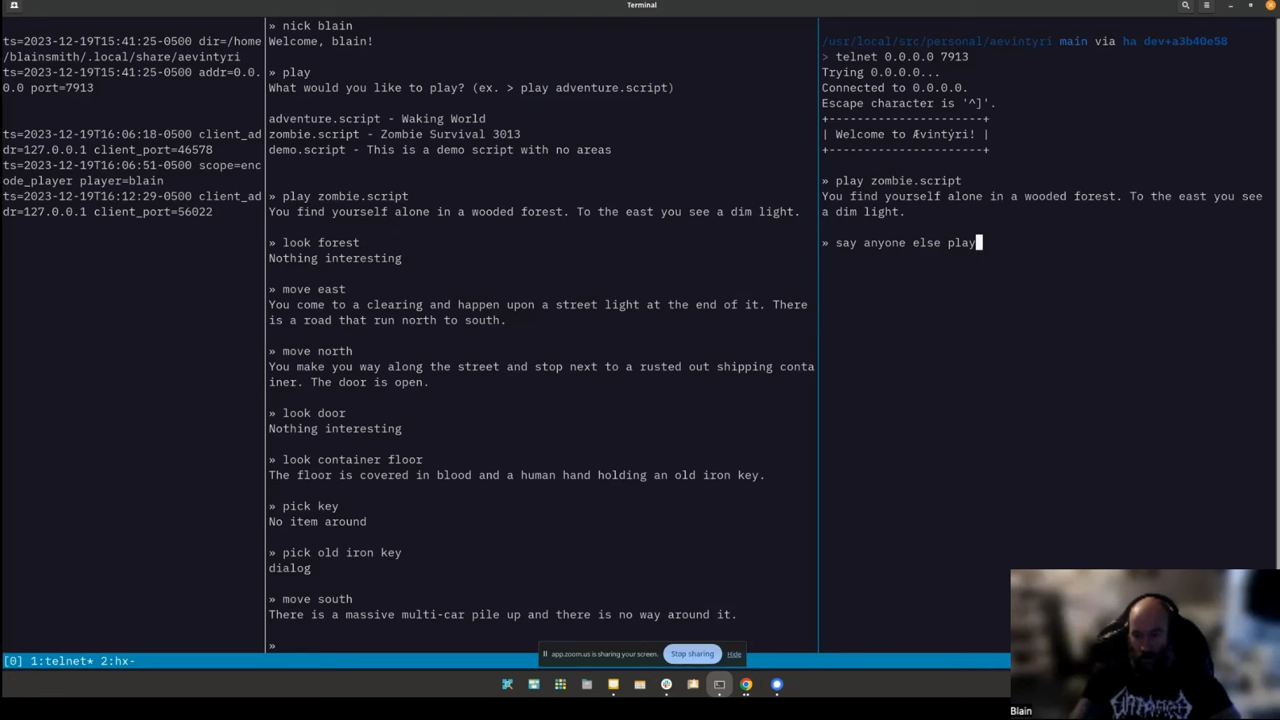 Terminal
ts=2023-12-19T15:41:25-0500 dir=/home
/blainsmith/.local/share/aevintyri
ts=2023-12-19T15:41:25-0500 addr=0.0.
0.0 port=7913
ts=2023-12-19T16:06:18-0500 client_ad
dr=127.0.0.1 client_port=46578
ts=2023-12-19T16:06:51-0500 scope=enc
ode_player player=blain
ts=2023-12-19T16:12:29-0500 client_ad
dr=127.0.0.1 client_port=56022
» nick blain
Welcome, blain!
» play
What would you like to play? (ex. > play adventure.script)
adventure.script - Waking World
zombie.script - Zombie Survival 3013
demo.script - This is a demo script with no areas
» play zombie.script
You find yourself alone in a wooded forest. To the east you see a dim light.
» look forest
Nothing interesting
» move east
You come to a clearing and happen upon a street light at the end of it. There
is a road that run north to south.
» move north
You make you way along the street and stop next to a rusted out shipping conta
iner. The door is open.
» look door
Nothing interesting
» look container floor
The floor is covered in blood and a human hand holding an old iron key.
» pick key
No item around
» pick old iron key
dialog
» move south
There is a massive multi-car pile up and there is no way around it.
»
/usr/local/src/personal/aevintyri main via ha dev+a3b40e58
> telnet 0.0.0.0 7913
Trying 0.0.0.0...
Connected to 0.0.0.0.
Escape character is '^]'.
+---------------------+
| Welcome to Ævintýri! |
+---------------------+
» play zombie.script
You find yourself alone in a wooded forest. To the east you see
a dim light.
» say anyone else play
[0] 1:telnet* 2:hx-
app.zoom.us is sharing your screen. Stop sharing Hide
Blain